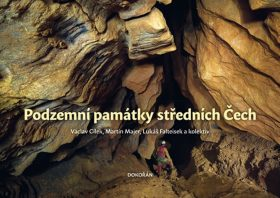 Podzemní památky středních Čech
Václav Cílek, Martin Majer, Lukáš Falteisek a kolektiv
DOKOŘÁN